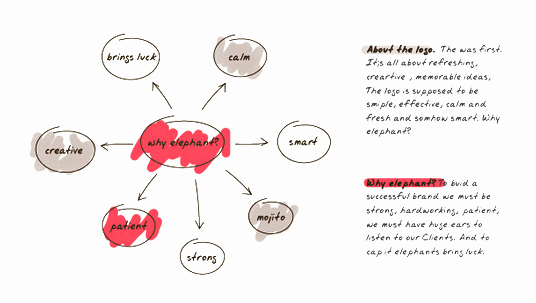 brings luck
calm
creative
why elephant?
smart
patient
mojito
strong
About the logo. The was first.
It;s all about refreshing,
creartive , memorable ideas,
The logo is supposed to be
smiple, effective, calm and
fresh and somhow smart. Why
elephant?
Why elephant? To buid a
successful brand we must be
strong, hardworking, patient,
we must have huge ears to
listen to our Clients. And to
cap it elephants bring luck.